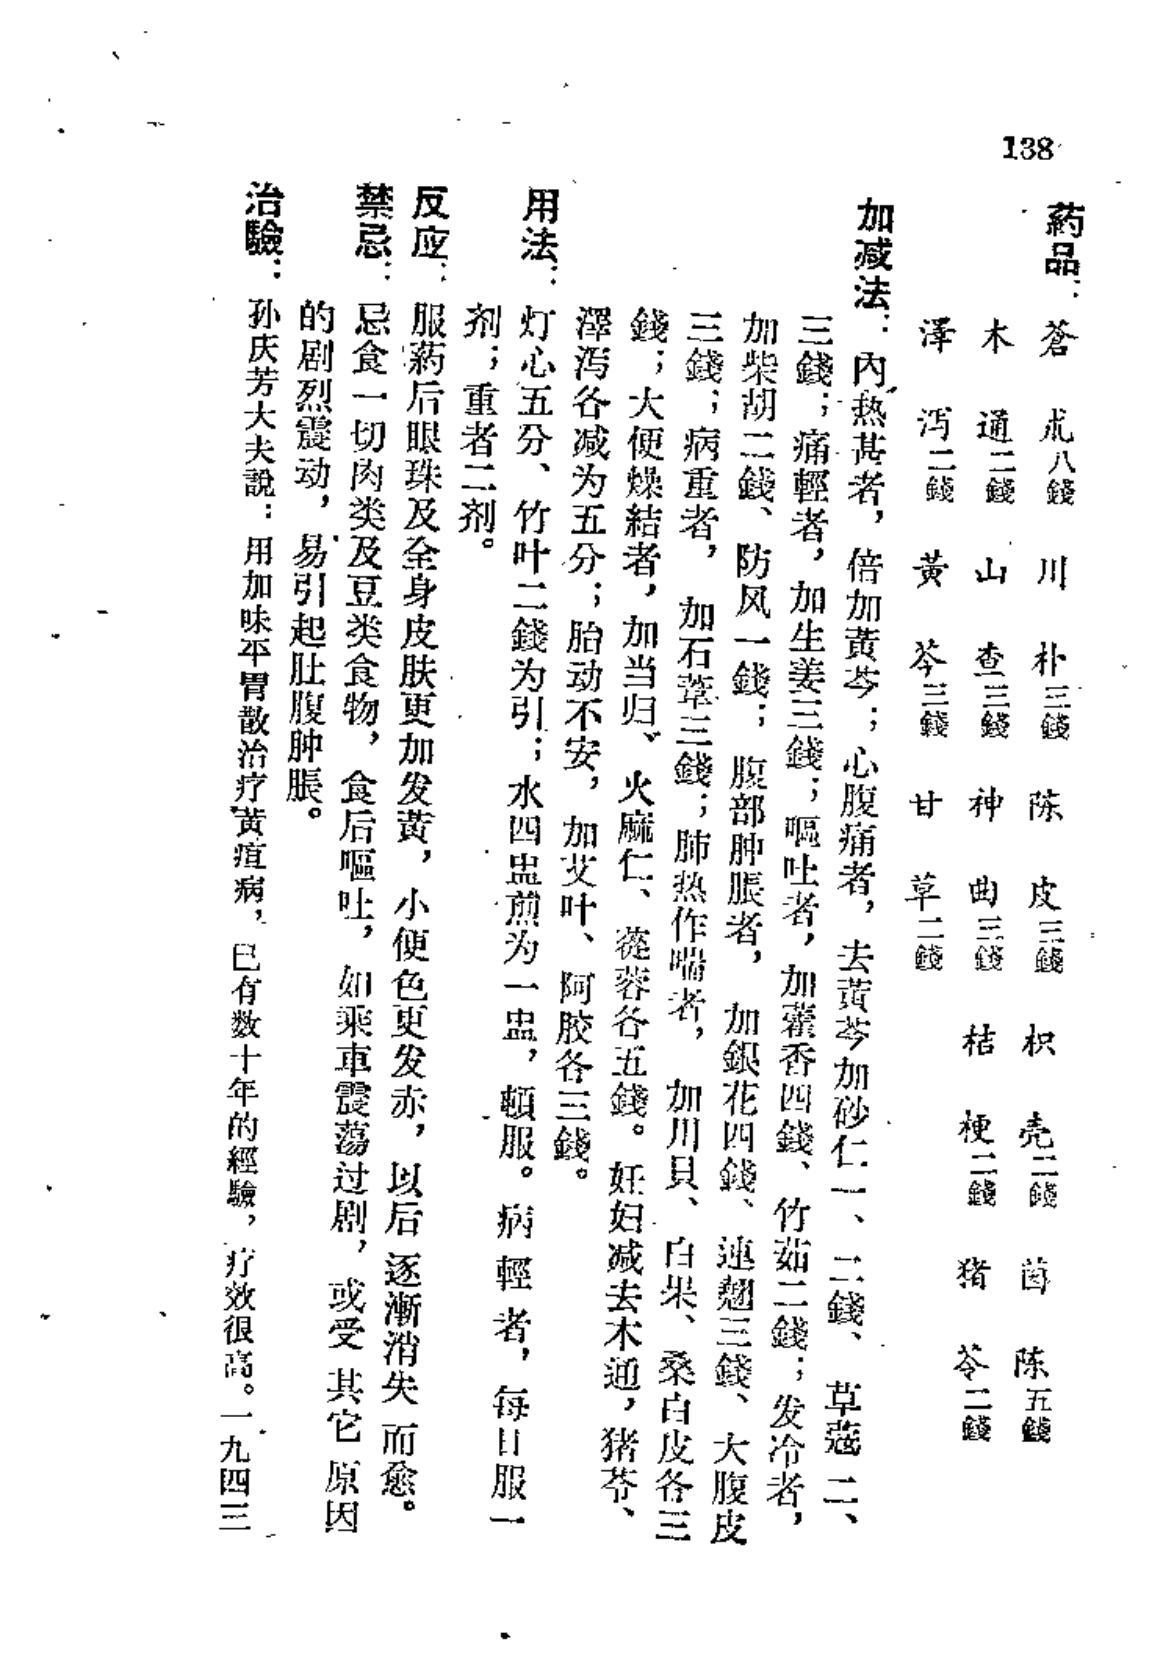 138
藥品：蒼朮八錢 川朴三錢 陈皮三錢 枳壳二錢 茵陈五錢
木通二錢 山查三錢 神曲三錢 桔梗二錢 猪苓二錢
澤泻二錢 黃芩三錢 甘草二錢
加减法：內热甚者，倍加黃芩；心腹痛者，去黃芩加砂仁一、二錢、草蔻二、
三錢；痛輕者，加生姜三錢；嘔吐者，加藿香四錢、竹茹二錢；发冷者，
加柴胡二錢、防风一錢；腹部肿脹者，加銀花四錢、連翘三錢、大腹皮
三錢；病重者，加石葦三錢；肺热作喘者，加川貝、白果、桑白皮各三
錢；大便燥結者，加当归、火麻仁、蓯蓉各五錢。妊妇减去木通，猪苓、
澤泻各减为五分；胎动不安，加艾叶、阿胶各三錢。
用法：灯心五分、竹叶二錢为引；水四盅煎为一盅，頓服。病輕者，每日服一
剂；重者二剂。
反应：服葯后眼珠及全身皮肤更加发黃，小便色更发赤，以后逐漸消失而愈。
禁忌：忌食一切肉类及豆类食物，食后嘔吐，如乘車震蕩过剧，或受其它原因
的剧烈震动，易引起肚腹肿脹。
治驗：孙庆芳大夫說：用加味平胃散治疗黃疸病，已有数十年的經驗，疗效很高。一九四三